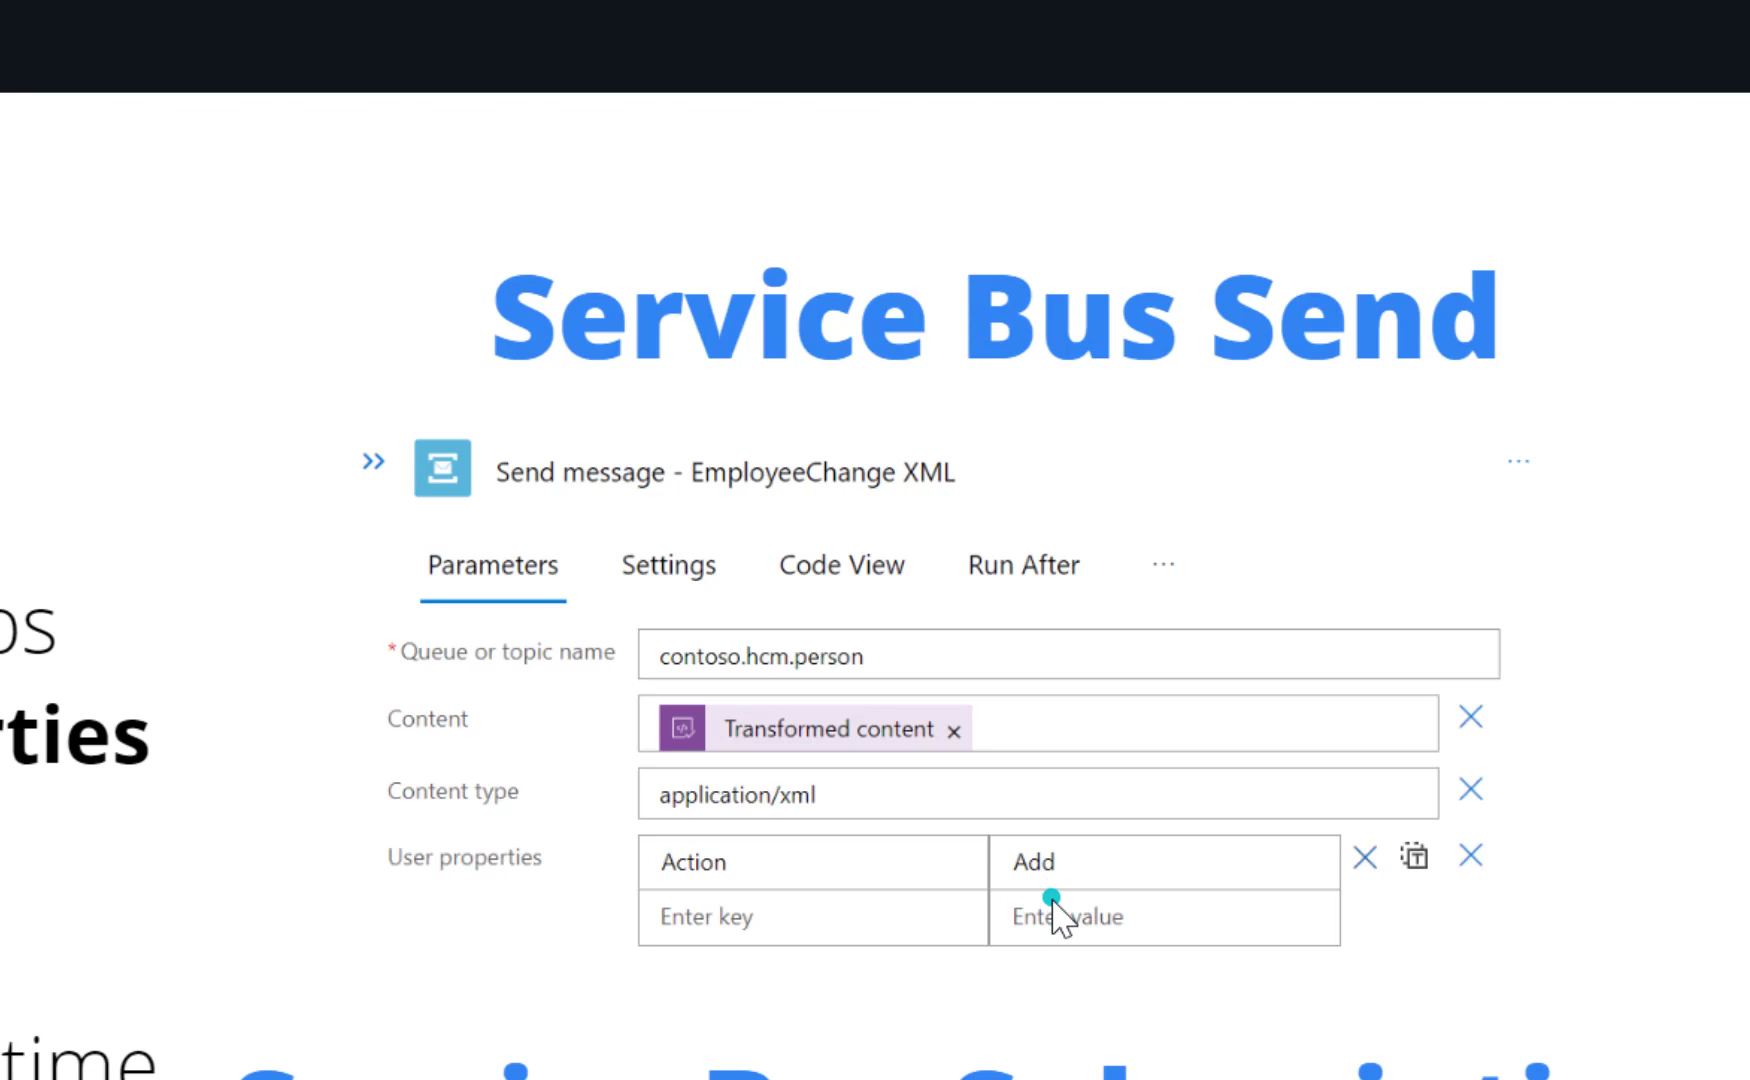 Service Bus Send
Send message - EmployeeChange XML
...
Parameters Settings Code View Run After ...
* Queue or topic name contoso.hcm.person
Content Transformed content ×
Content type application/xml
User properties Action Add
Enter key Enter value
time